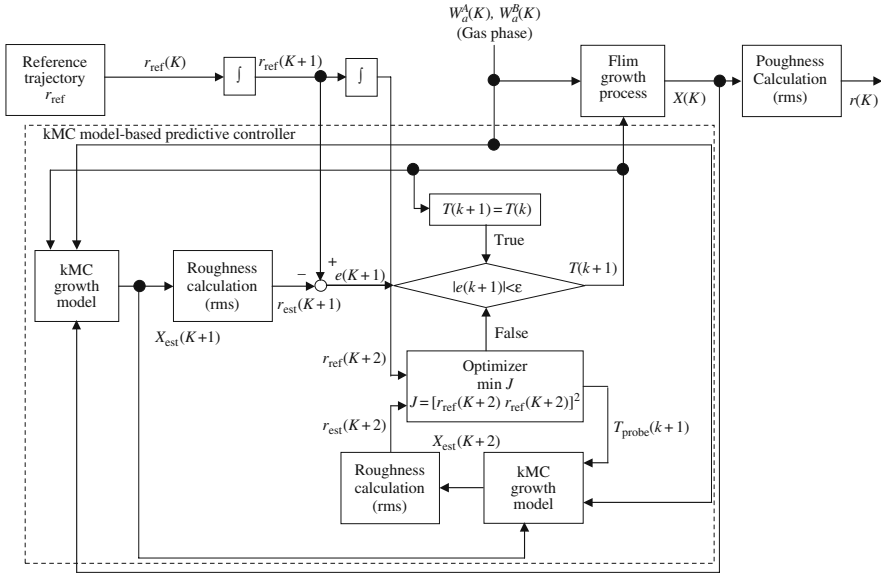 W_a^A(K), W_a^B(K)
(Gas phase)
Reference
trajectory
r_ref
r_ref(K)
∫
r_ref(K+1)
∫
Flim
growth
process
X(K)
Poughness
Calculation
(rms)
r(K)
kMC model-based predictive controller
T(k+1)=T(k)
True
kMC
growth
model
Roughness
calculation
(rms)
−
+
e(K+1)
r_est(K+1)
X_est(K+1)
|e(k+1)|<ε
T(k+1)
False
r_ref(K+2)
Optimizer
min J
J=[r_ref(K+2) r_ref(K+2)]^2
r_est(K+2)
T_probe(k+1)
X_est(K+2)
Roughness
calculation
(rms)
kMC
growth
model